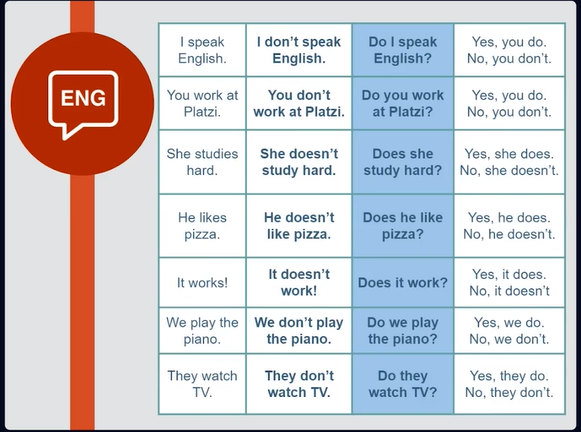 ENG
I speak
English.
I don't speak
English.
Do I speak
English?
Yes, you do.
No, you don't.
You work at
Platzi.
You don't
work at Platzi.
Do you work
at Platzi?
Yes, you do.
No, you don't.
She studies
hard.
She doesn't
study hard.
Does she
study hard?
Yes, she does.
No, she doesn't.
He likes
pizza.
He doesn't
like pizza.
Does he like
pizza?
Yes, he does.
No, he doesn't.
It works!
It doesn't
work!
Does it work?
Yes, it does.
No, it doesn't
We play the
piano.
We don't play
the piano.
Do we play
the piano?
Yes, we do.
No, we don't.
They watch
TV.
They don't
watch TV.
Do they
watch TV?
Yes, they do.
No, they don't.